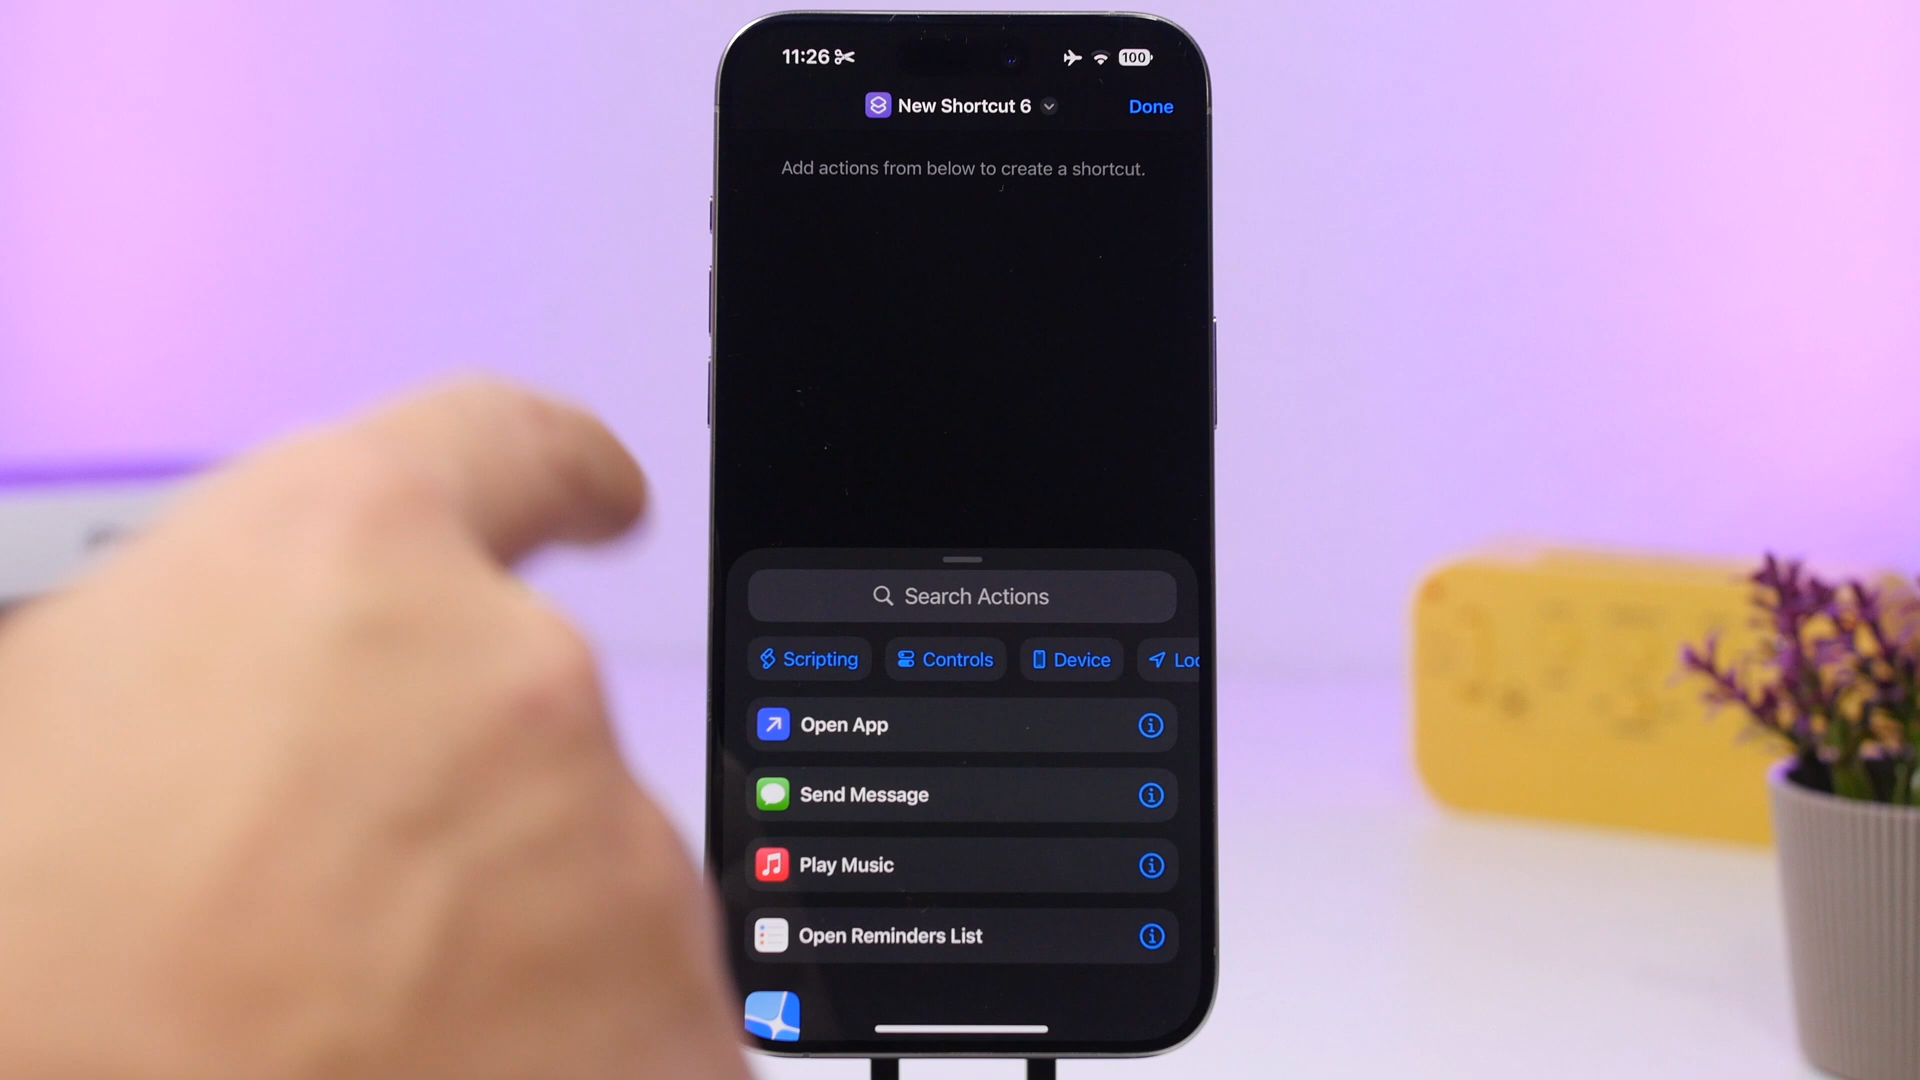 11:26
100
New Shortcut 6
Done
Add actions from below to create a shortcut.
Search Actions
Scripting
Controls
Device
Loc
Open App
Send Message
Play Music
Open Reminders List